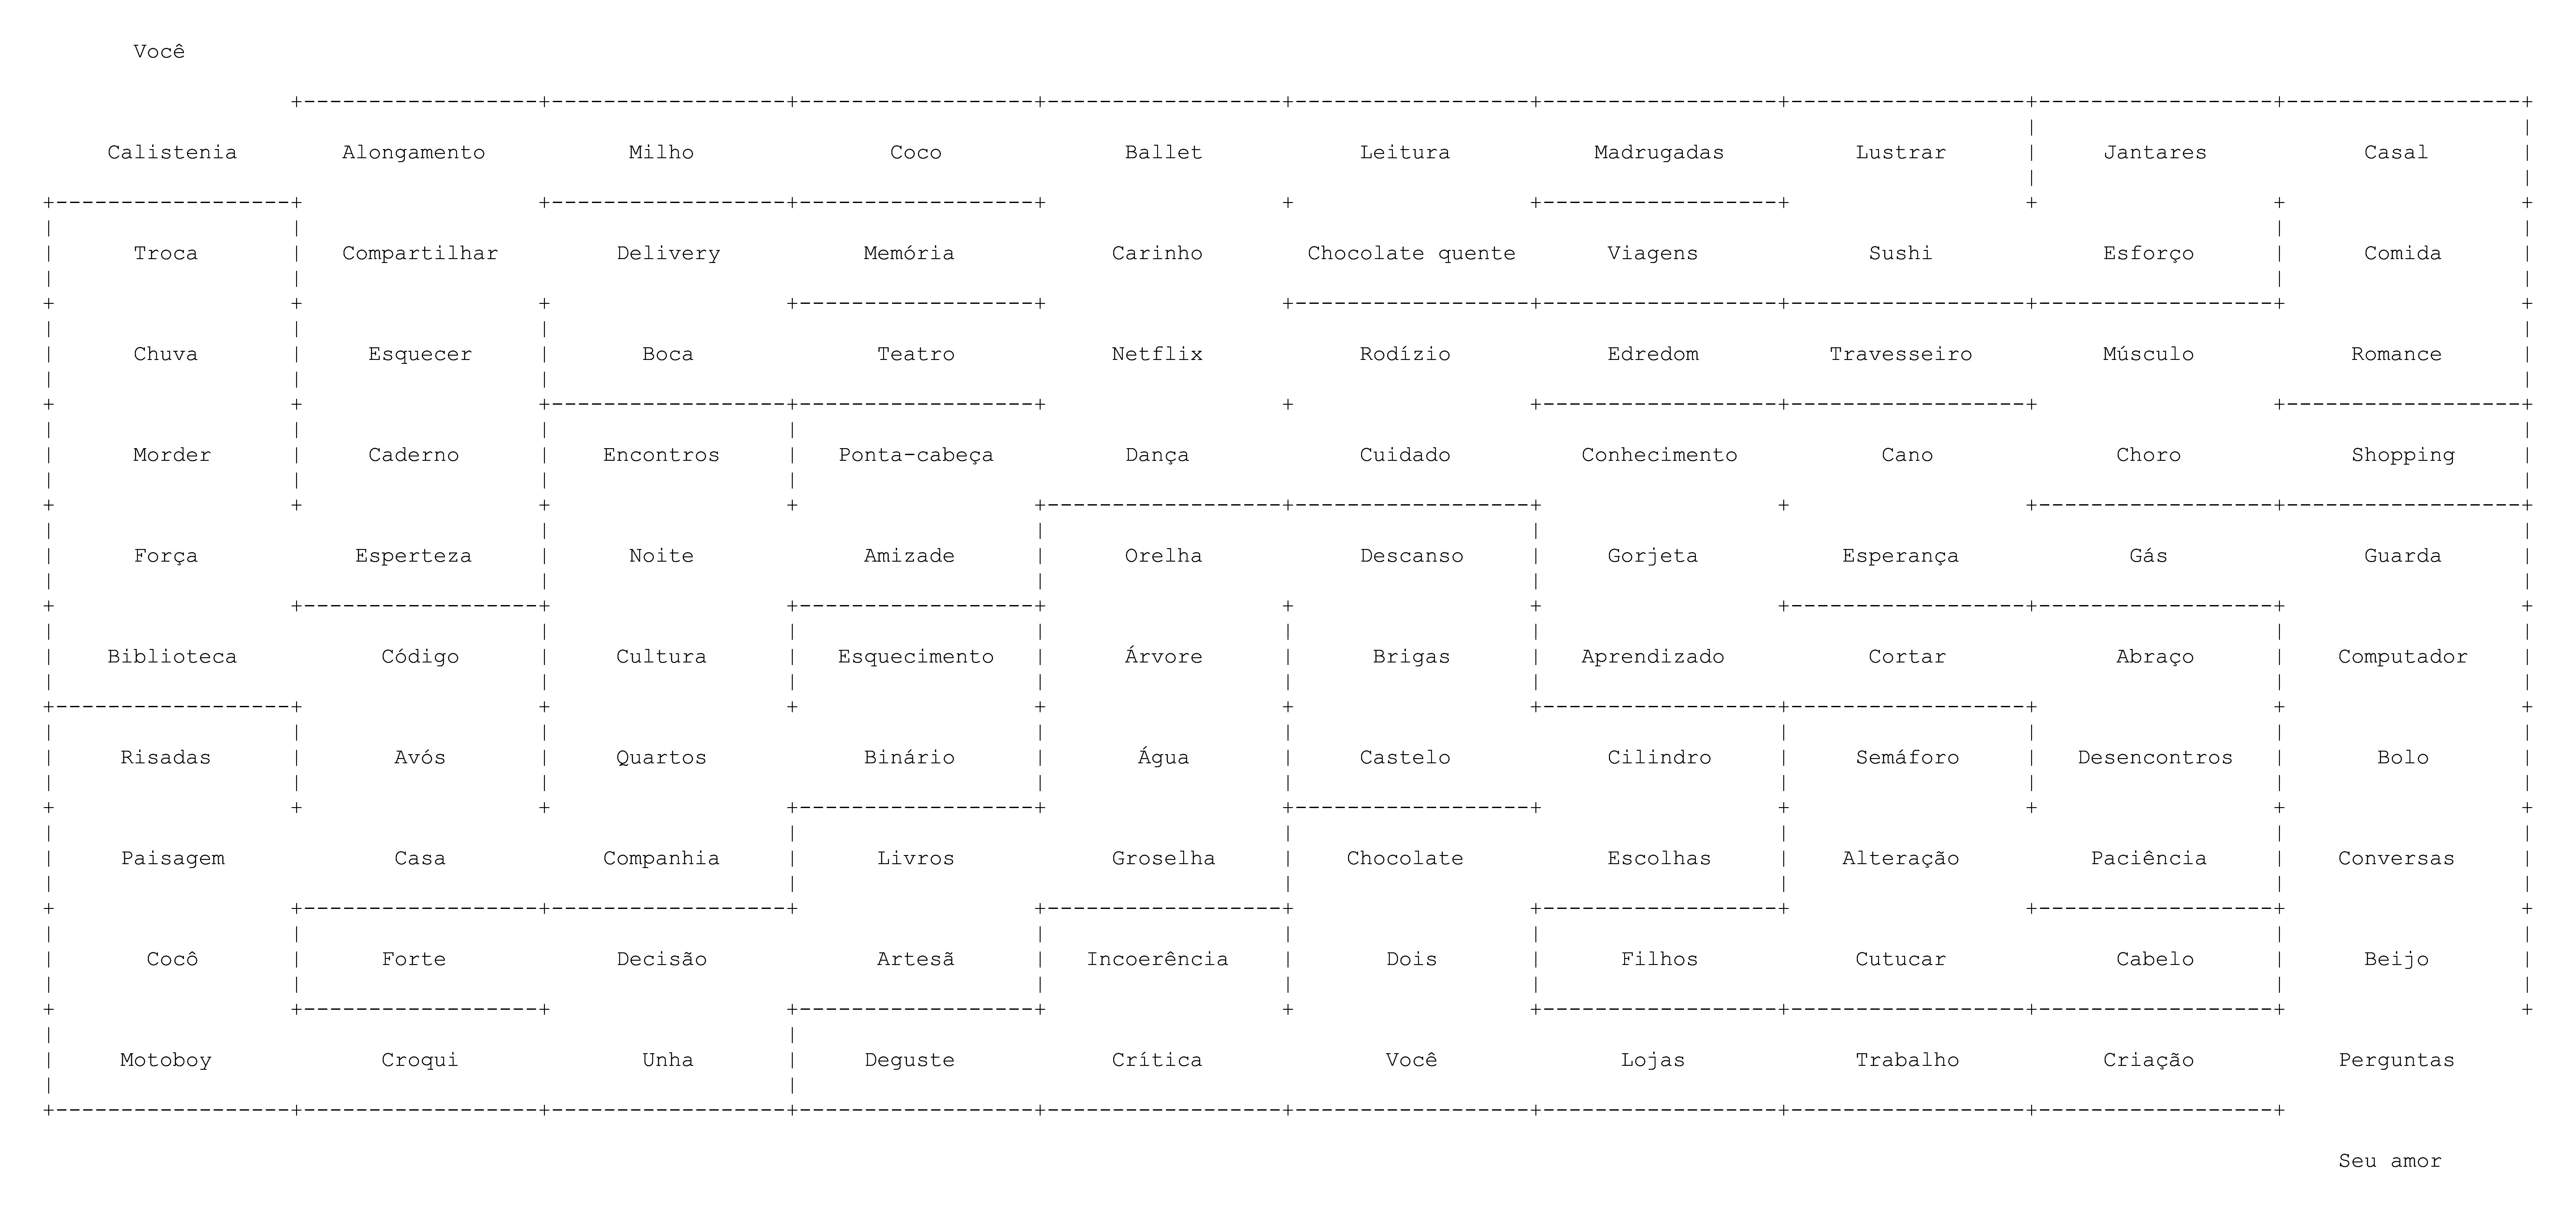 Você
Calistenia Alongamento Milho Coco Ballet Leitura Madrugadas Lustrar Jantares Casal
Troca Compartilhar Delivery Memória Carinho Chocolate quente Viagens Sushi Esforço Comida
Chuva Esquecer Boca Teatro Netflix Rodízio Edredom Travesseiro Músculo Romance
Morder Caderno Encontros Ponta-cabeça Dança Cuidado Conhecimento Cano Choro Shopping
Força Esperteza Noite Amizade Orelha Descanso Gorjeta Esperança Gás Guarda
Biblioteca Código Cultura Esquecimento Árvore Brigas Aprendizado Cortar Abraço Computador
Risadas Avós Quartos Binário Água Castelo Cilindro Semáforo Desencontros Bolo
Paisagem Casa Companhia Livros Groselha Chocolate Escolhas Alteração Paciência Conversas
Cocô Forte Decisão Artesã Incoerência Dois Filhos Cutucar Cabelo Beijo
Motoboy Croqui Unha Deguste Crítica Você Lojas Trabalho Criação Perguntas
Seu amor